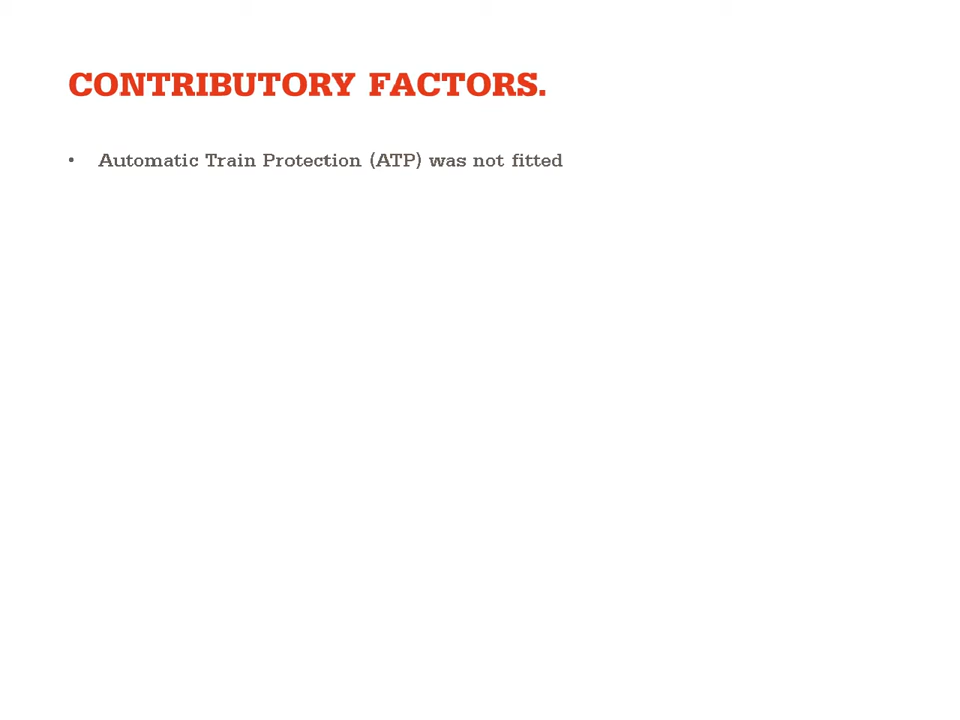 CONTRIBUTORY FACTORS.
• Automatic Train Protection (ATP) was not fitted